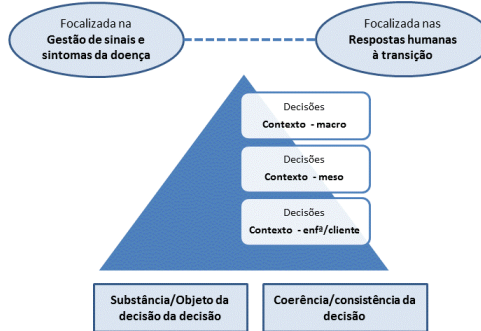 Focalizada na
Gestão de sinais e
sintomas da doença
Focalizada nas
Respostas humanas
à transição
Decisões
Contexto - macro
Decisões
Contexto - meso
Decisões
Contexto - enfª/cliente
Substância/Objeto da
decisão da decisão
Coerência/consistência da
decisão